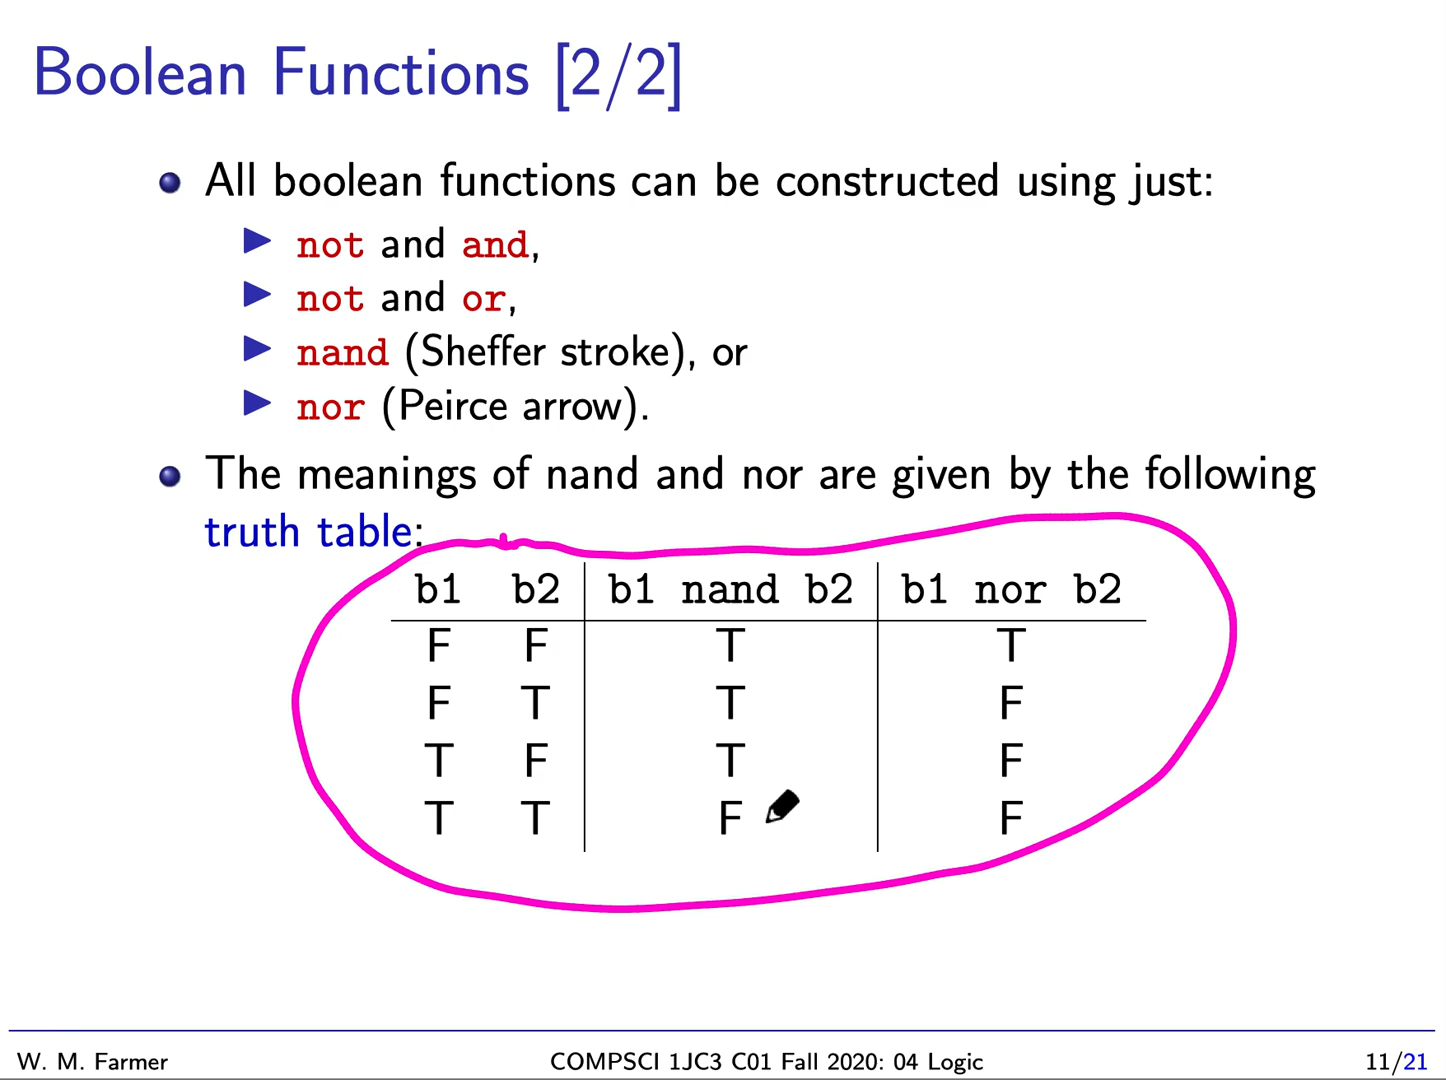 Boolean Functions [2/2]
All boolean functions can be constructed using just:
not and and,
not and or,
nand (Sheffer stroke), or
nor (Peirce arrow).
The meanings of nand and nor are given by the following
truth table:
b1 b2 b1 nand b2 b1 nor b2
F F T T
F T T F
T F T F
T T F F
W. M. Farmer COMPSCI 1JC3 C01 Fall 2020: 04 Logic 11/21